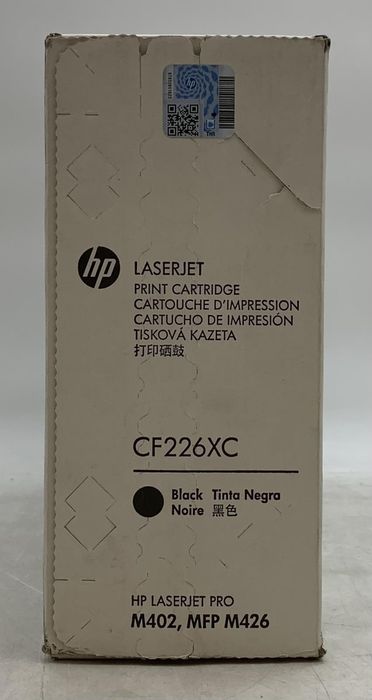 hp
LASERJET
PRINT CARTRIDGE
CARTOUCHE D'IMPRESSION
CARTUCHO DE IMPRESIÓN
TISKOVÁ KAZETA
打印硒鼓
CF226XC
Black Tinta Negra
Noire 黑色
HP LASERJET PRO
M402, MFP M426